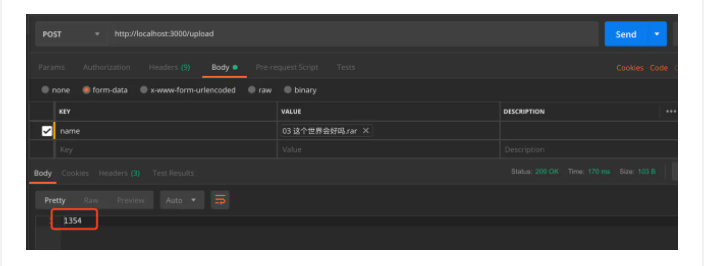 POST http://localhost:3000/upload Send
Params Authorization Headers (9) Body Pre-request Script Tests Cookies Code
none form-data x-www-form-urlencoded raw binary
KEY VALUE DESCRIPTION
name 03 这个世界会好吗.rar
Key Value Description
Body Cookies Headers (3) Test Results Status: 200 OK Time: 170 ms Size: 103 B
Pretty Raw Preview Auto
1 1354